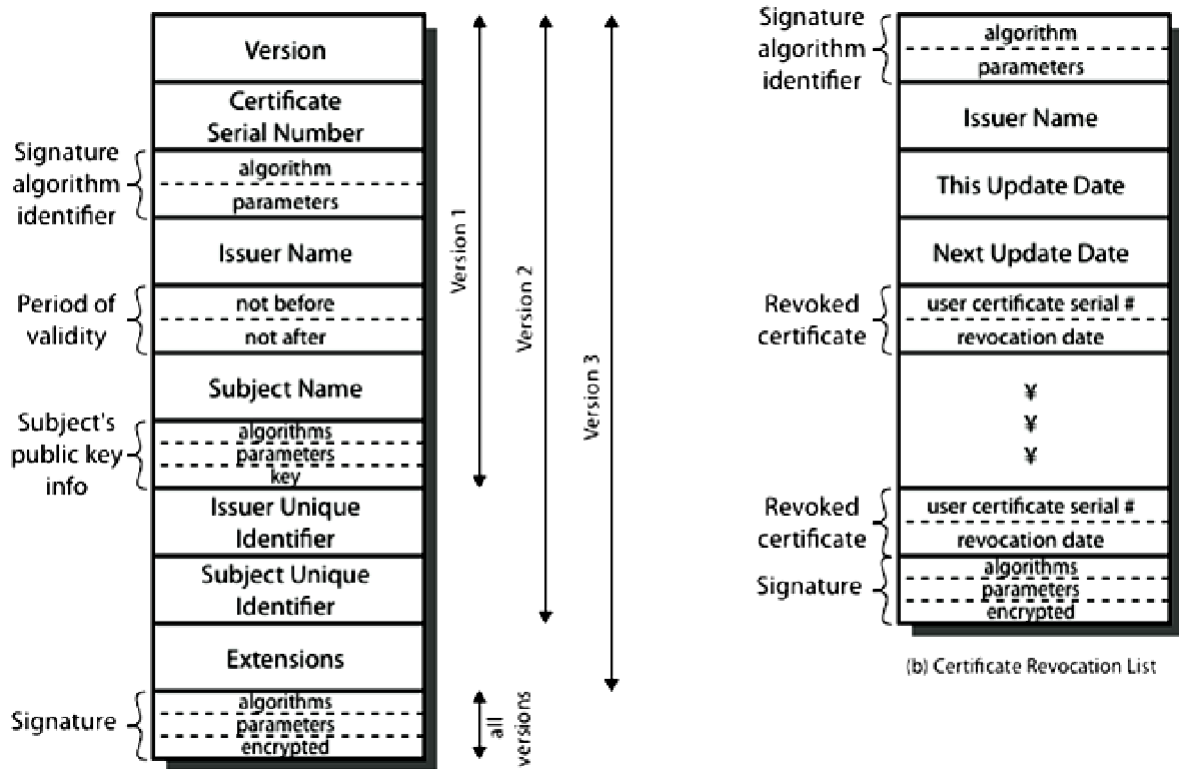 Version
Certificate
Serial Number
Signature
algorithm
identifier
algorithm
parameters
Issuer Name
Period of
validity
not before
not after
Subject Name
Subject's
public key
info
algorithms
parameters
key
Issuer Unique
Identifier
Subject Unique
Identifier
Extensions
Signature
algorithms
parameters
encrypted
Version 1
Version 2
Version 3
all
versions
Signature
algorithm
identifier
algorithm
parameters
Issuer Name
This Update Date
Next Update Date
Revoked
certificate
user certificate serial #
revocation date
¥
¥
¥
Revoked
certificate
user certificate serial #
revocation date
Signature
algorithms
parameters
encrypted
(b) Certificate Revocation List